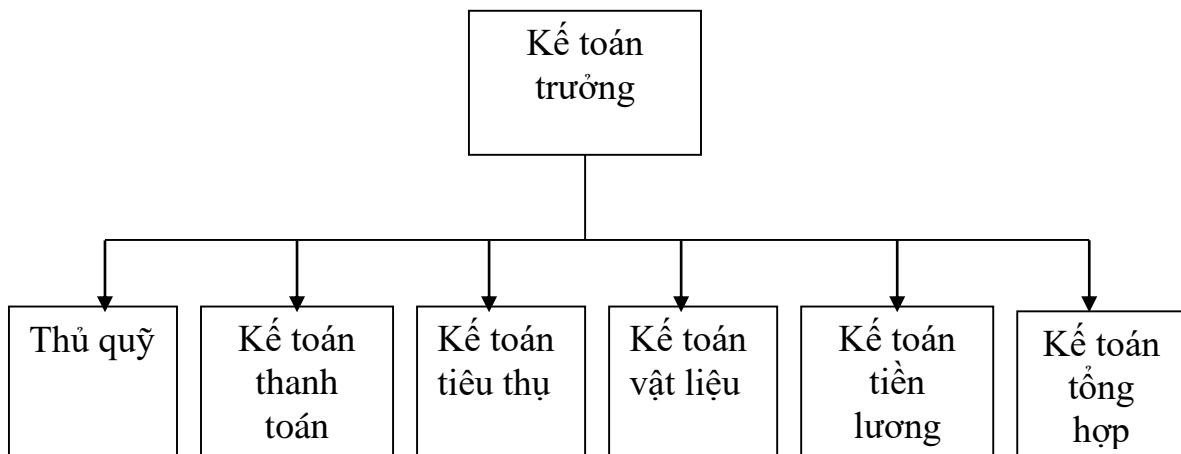 Kế toán
trưởng
Thủ quỹ
Kế toán
thanh
toán
Kế toán
tiêu thụ
Kế toán
vật liệu
Kế toán
tiền
lương
Kế toán
tổng
hợp